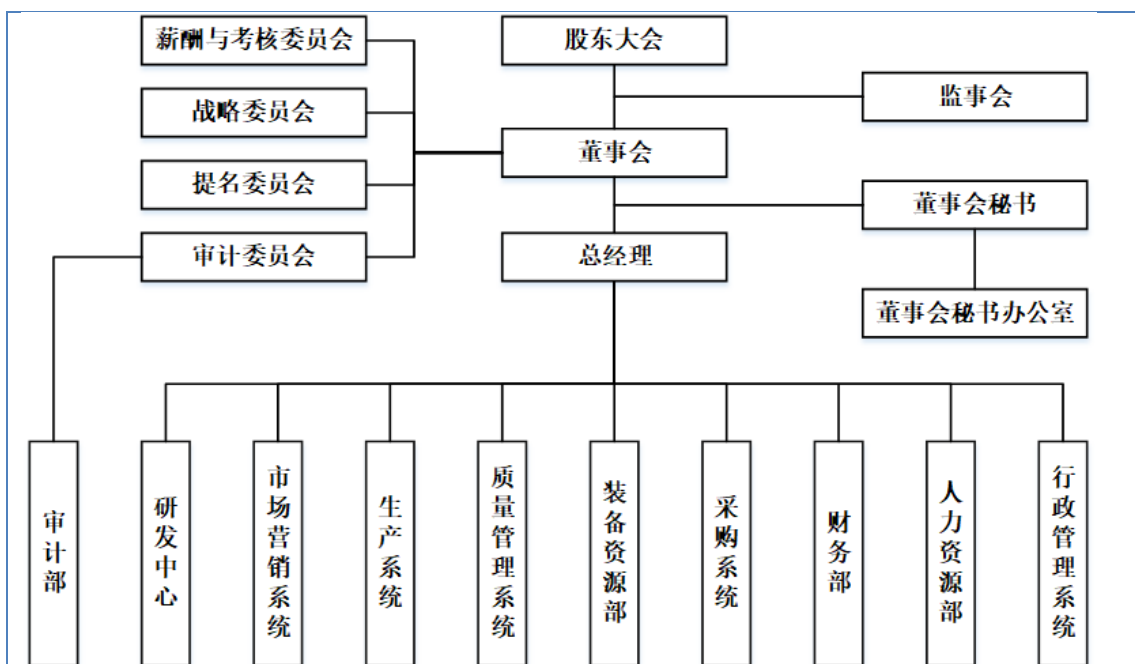 薪酬与考核委员会
股东大会
战略委员会
监事会
董事会
提名委员会
董事会秘书
审计委员会
总经理
董事会秘书办公室
审计部
研发中心
市场营销系统
生产系统
质量管理系统
装备资源部
采购系统
财务部
人力资源部
行政管理系统